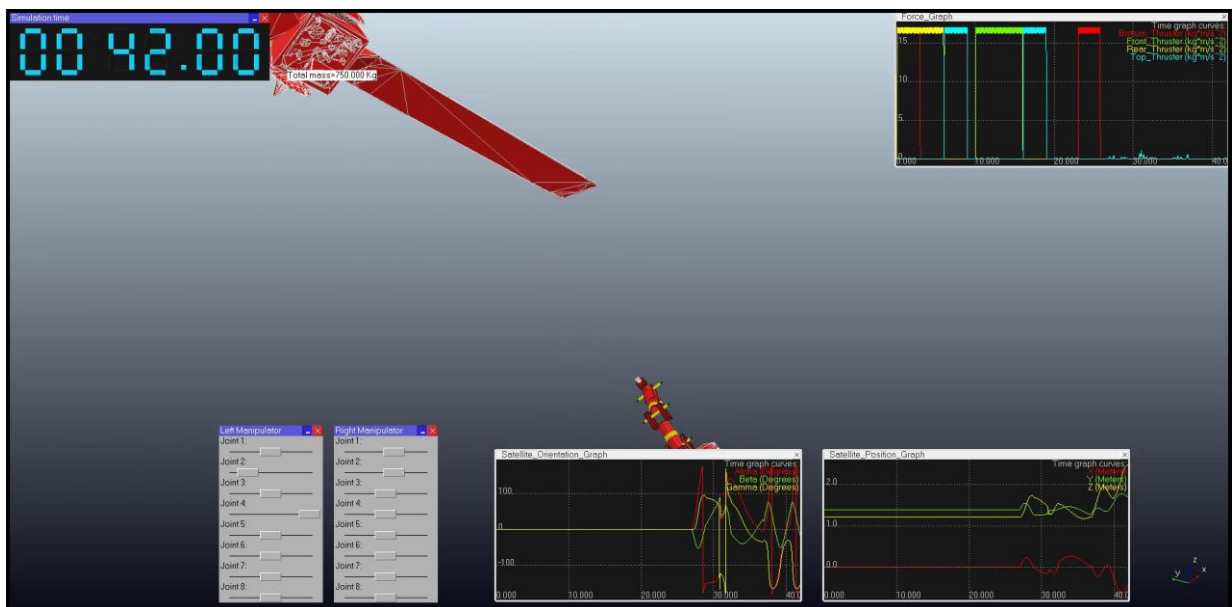 Simulation time
00 42.00
Total mass=750.000 Kg
Force_Graph
Time graph curves:
Bottom_Thruster (kg*m/s^2)
Front_Thruster (kg*m/s^2)
Rear_Thruster (kg*m/s^2)
Top_Thruster (kg*m/s^2)
15.
10.
5.
0.000 10.000 20.000 30.000 40.0
Left Manipulator
Joint 1:
Joint 2:
Joint 3:
Joint 4:
Joint 5:
Joint 6:
Joint 7:
Joint 8:
Right Manipulator
Joint 1:
Joint 2:
Joint 3:
Joint 4:
Joint 5:
Joint 6:
Joint 7:
Joint 8:
Satellite_Orientation_Graph
Time graph curves:
Alpha (Degrees)
Beta (Degrees)
Gamma (Degrees)
100.
0.
-100.
0.000 10.000 20.000 30.000 40.0
Satellite_Position_Graph
Time graph curves:
X (Meters)
Y (Meters)
Z (Meters)
2.0
1.0
0.0
0.000 10.000 20.000 30.000 40.0
z
y x